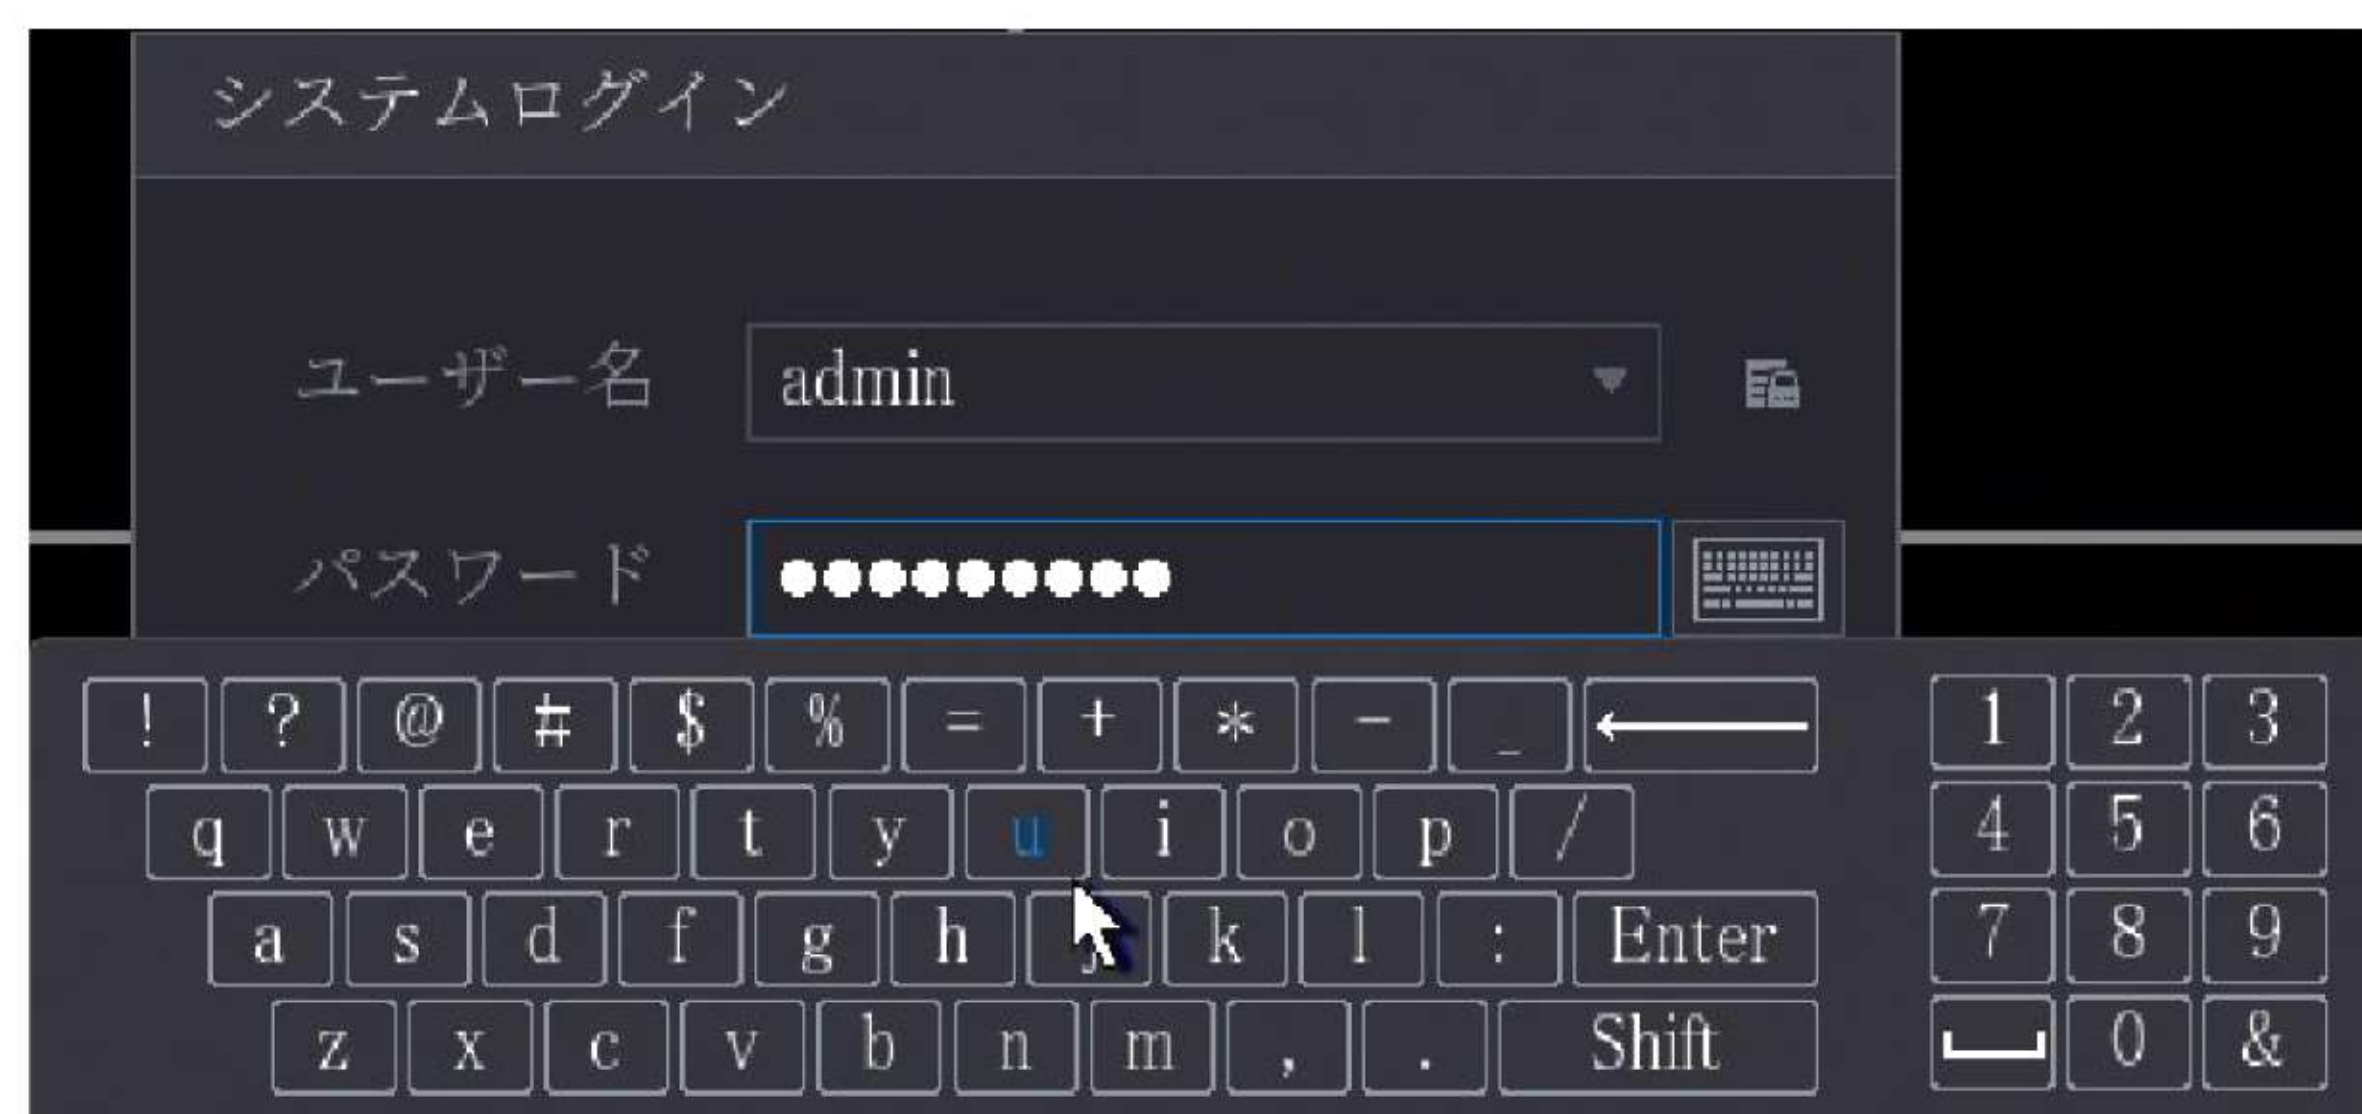 システムログイン
ユーザー名 admin
パスワード ●●●●●●●●●
! ? @ # $ % = + * - _ ← 1 2 3
q w e r t y u i o p / 4 5 6
a s d f g h j k l : Enter 7 8 9
z x c v b n m , . Shift 0 &